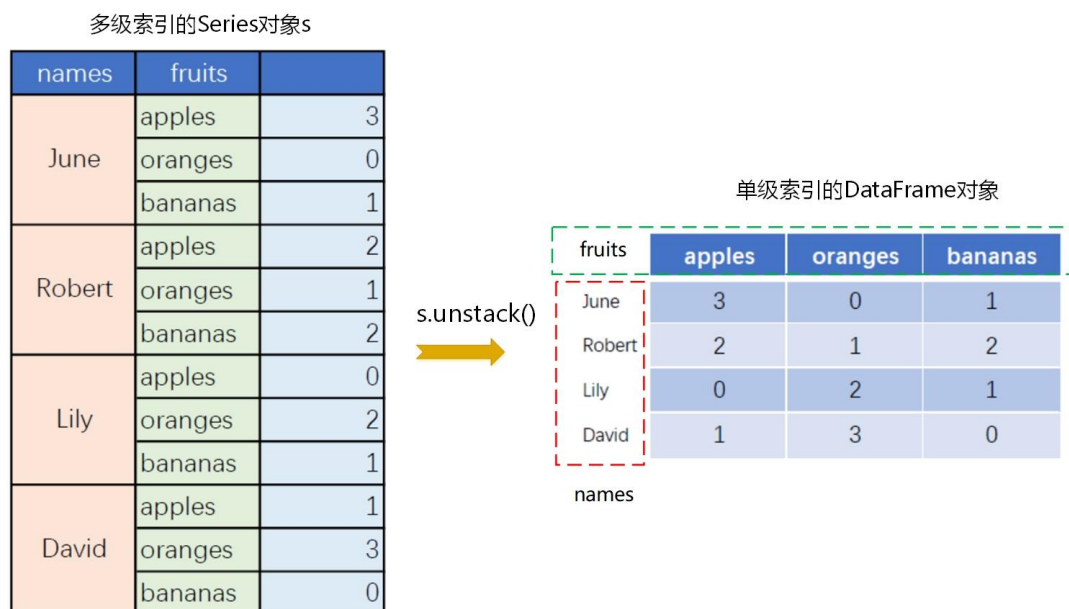 多级索引的Series对象s
names fruits
June apples 3
oranges 0
bananas 1
Robert apples 2
oranges 1
bananas 2
Lily apples 0
oranges 2
bananas 1
David apples 1
oranges 3
bananas 0
s.unstack()
单级索引的DataFrame对象
fruits apples oranges bananas
June 3 0 1
Robert 2 1 2
Lily 0 2 1
David 1 3 0
names